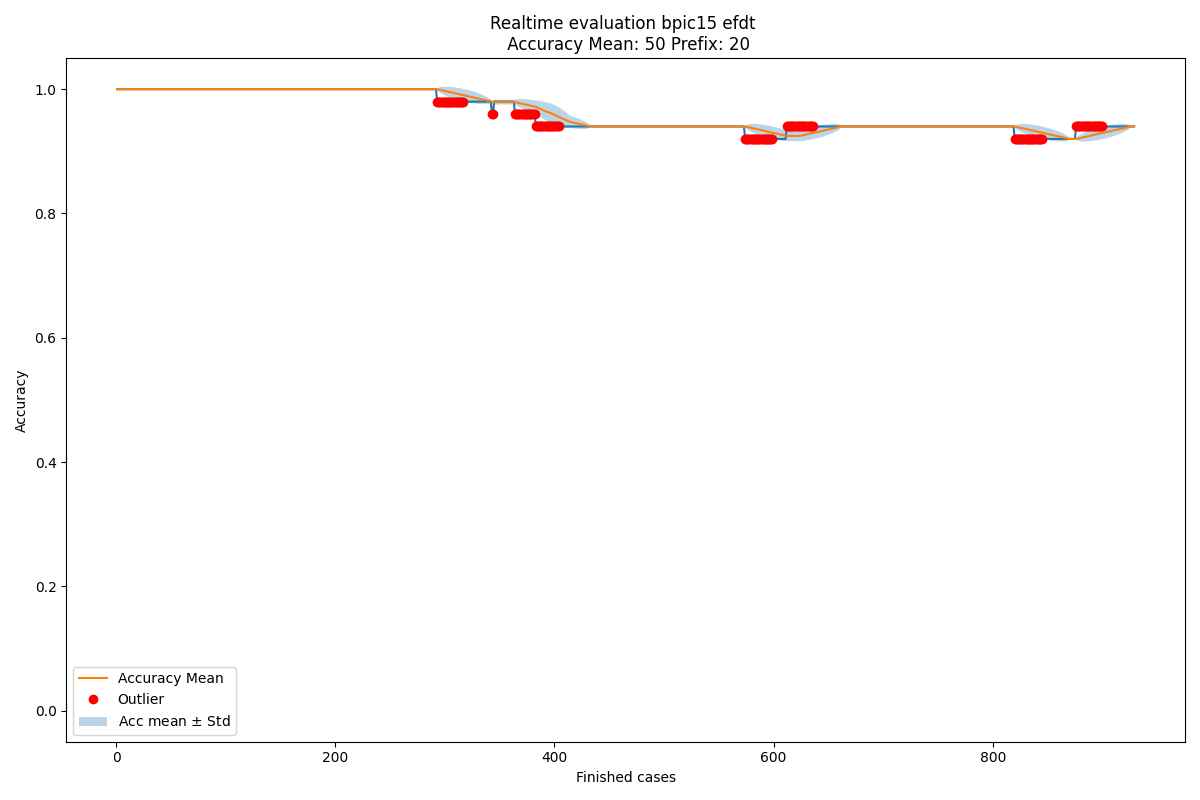 Realtime evaluation bpic15 efdt
Accuracy Mean: 50 Prefix: 20
1.0
0.8
0.6
0.4
0.2
0.0
Accuracy
Accuracy Mean
Outlier
Acc mean ± Std
0 200 400 600 800
Finished cases